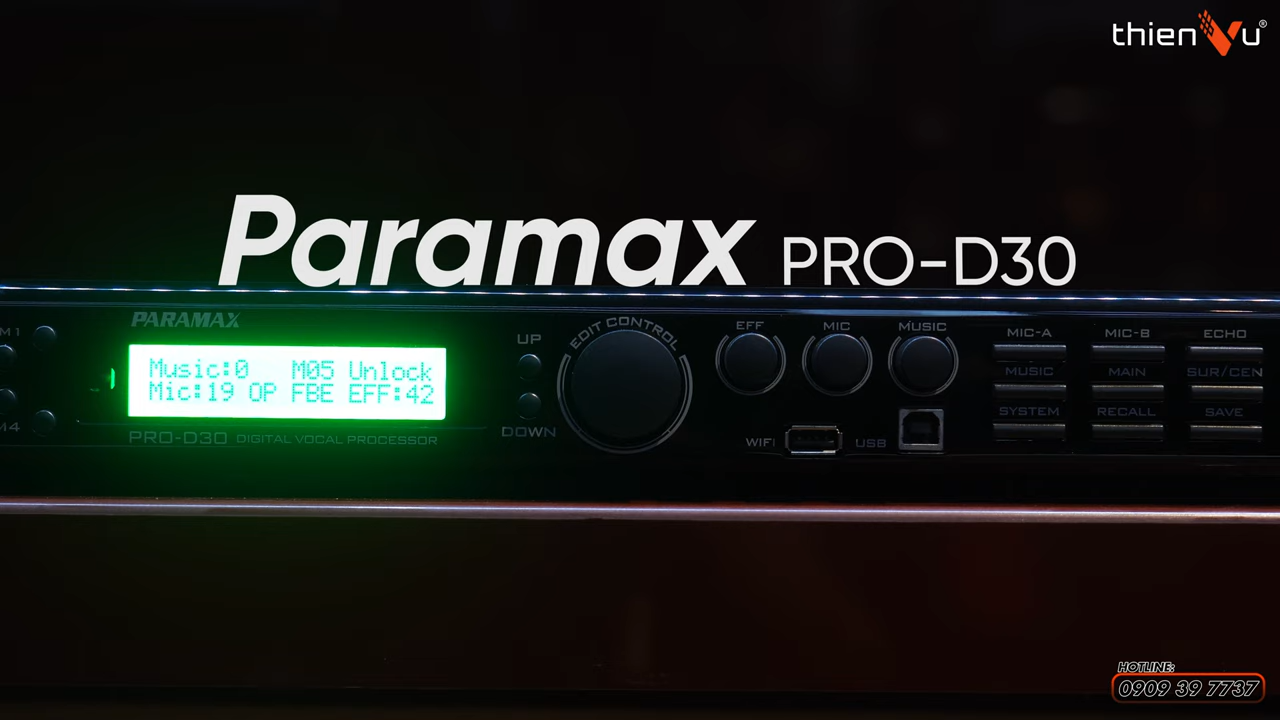 thienVu®
Paramax PRO-D30
PARAMAX
M1
M4
Music:0 M05 Unlock
Mic:19 OP FBE EFF:42
PRO-D30 DIGITAL VOCAL PROCESSOR
UP
DOWN
EDIT CONTROL
EFF
MIC
MUSIC
WIFI
USB
MIC-A MIC-B ECHO
MUSIC MAIN SUR/CEN
SYSTEM RECALL SAVE
HOTLINE:
0909 39 7737